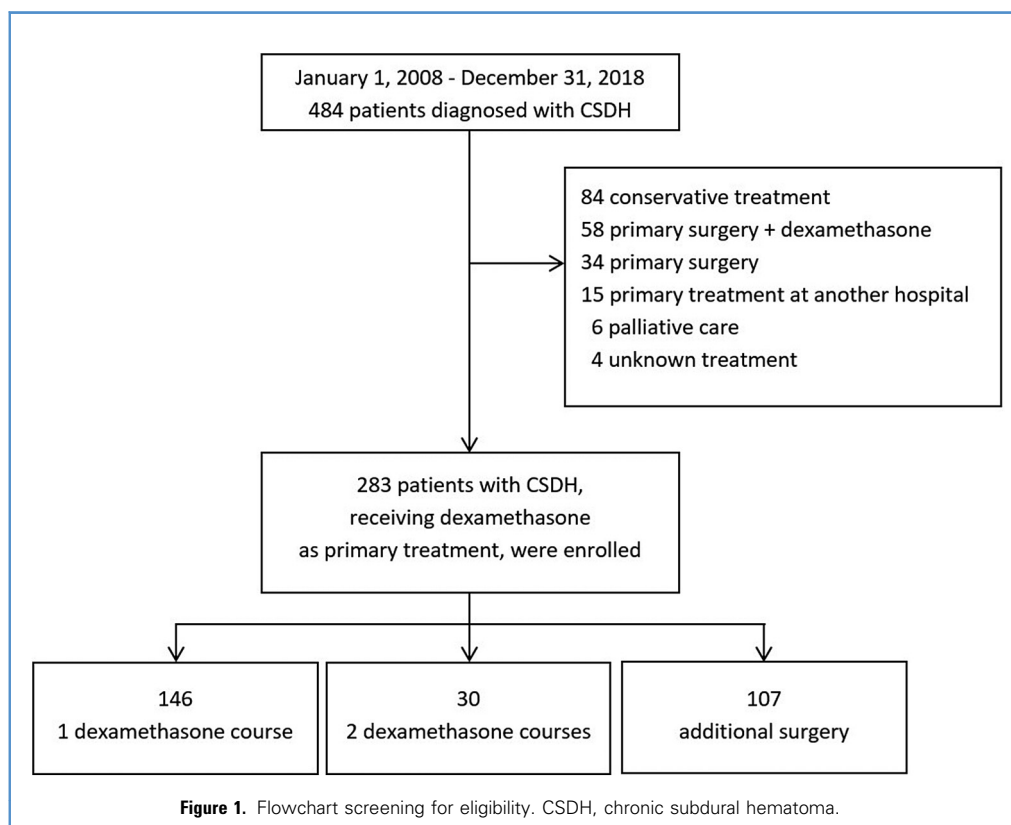 January 1, 2008 - December 31, 2018
484 patients diagnosed with CSDH
84 conservative treatment
58 primary surgery + dexamethasone
34 primary surgery
15 primary treatment at another hospital
6 palliative care
4 unknown treatment
283 patients with CSDH,
receiving dexamethasone
as primary treatment, were enrolled
146
1 dexamethasone course
30
2 dexamethasone courses
107
additional surgery
Figure 1. Flowchart screening for eligibility. CSDH, chronic subdural hematoma.